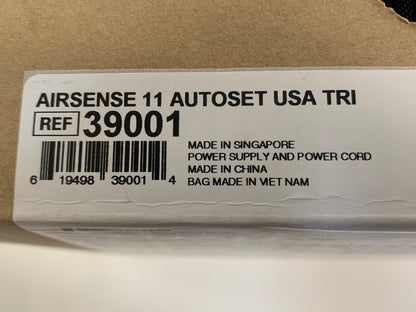 AIRSENSE 11 AUTOSET USA TRI
REF 39001
MADE IN SINGAPORE
POWER SUPPLY AND POWER CORD
MADE IN CHINA
BAG MADE IN VIET NAM
6 19498 39001 4